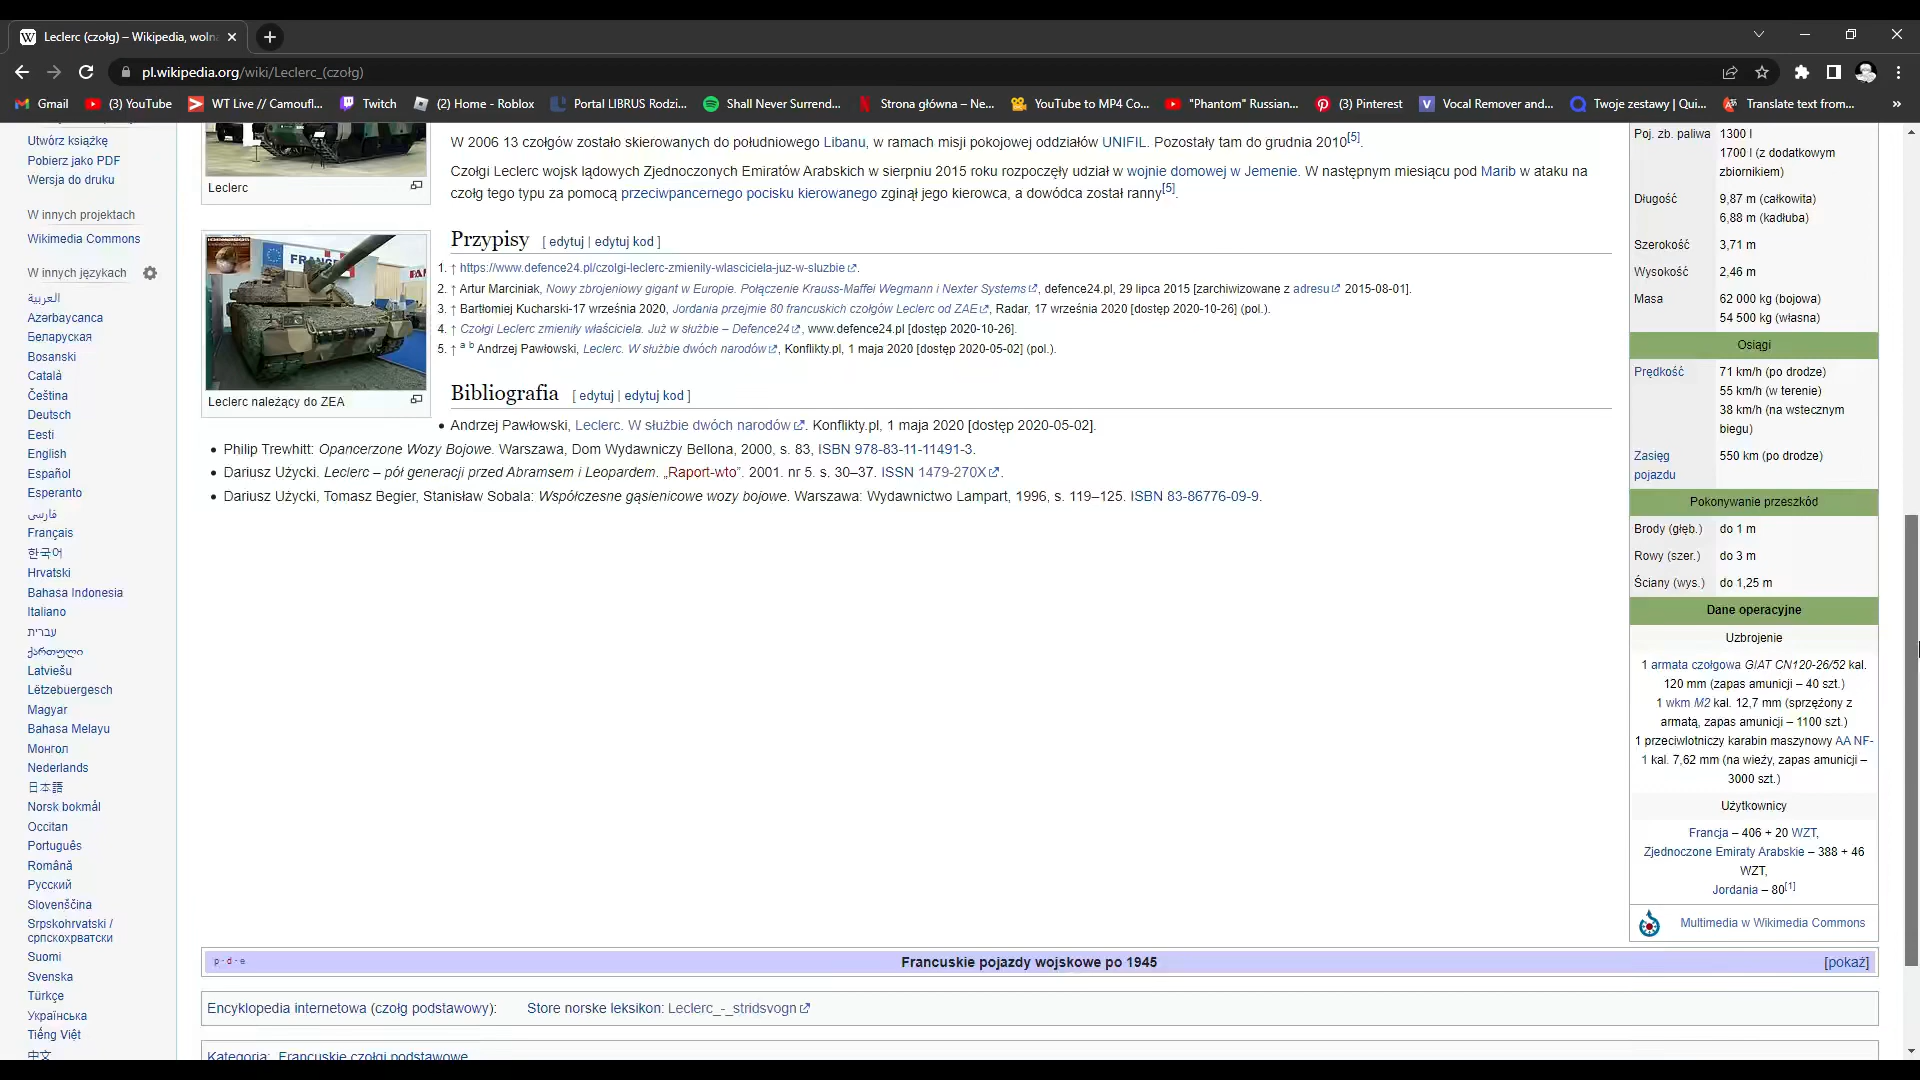 Leclerc (czołg) – Wikipedia, woln
pl.wikipedia.org/wiki/Leclerc_(czołg)
Gmail
(3) YouTube
WT Live // Camoufl...
Twitch
(2) Home - Roblox
Portal LIBRUS Rodzi...
Shall Never Surrend...
Strona główna – Ne...
YouTube to MP4 Co...
"Phantom" Russian...
(3) Pinterest
Vocal Remover and...
Twoje zestawy | Qui...
Translate text from...
»
Utwórz książkę
Pobierz jako PDF
Wersja do druku
W innych projektach
Wikimedia Commons
W innych językach
العربية
Azərbaycanca
Беларуская
Bosanski
Català
Čeština
Deutsch
Eesti
English
Español
Esperanto
فارسی
Français
한국어
Hrvatski
Bahasa Indonesia
Italiano
עברית
ქართული
Latviešu
Lëtzebuergesch
Magyar
Bahasa Melayu
Монгол
Nederlands
日本語
Norsk bokmål
Occitan
Português
Română
Русский
Slovenščina
Srpskohrvatski /
српскохрватски
Suomi
Svenska
Türkçe
Українська
Tiếng Việt
中文
Leclerc
FRANC
Leclerc należący do ZEA
W 2006 13 czołgów zostało skierowanych do południowego Libanu, w ramach misji pokojowej oddziałów UNIFIL. Pozostały tam do grudnia 2010[5].
Czołgi Leclerc wojsk lądowych Zjednoczonych Emiratów Arabskich w sierpniu 2015 roku rozpoczęły udział w wojnie domowej w Jemenie. W następnym miesiącu pod Marib w ataku na
czołg tego typu za pomocą przeciwpancernego pocisku kierowanego zginął jego kierowca, a dowódca został ranny[5].
Przypisy [ edytuj | edytuj kod ]
1. ↑ https://www.defence24.pl/czolgi-leclerc-zmienily-wlasciciela-juz-w-sluzbie.
2. ↑ Artur Marciniak, Nowy zbrojeniowy gigant w Europie. Połączenie Krauss-Maffei Wegmann i Nexter Systems, defence24.pl, 29 lipca 2015 [zarchiwizowane z adresu 2015-08-01].
3. ↑ Bartłomiej Kucharski-17 września 2020, Jordania przejmie 80 francuskich czołgów Leclerc od ZAE, Radar, 17 września 2020 [dostęp 2020-10-26] (pol.).
4. ↑ Czołgi Leclerc zmieniły właściciela. Już w służbie – Defence24, www.defence24.pl [dostęp 2020-10-26].
5. ↑ a b Andrzej Pawłowski, Leclerc. W służbie dwóch narodów, Konflikty.pl, 1 maja 2020 [dostęp 2020-05-02] (pol.).
Bibliografia [ edytuj | edytuj kod ]
• Andrzej Pawłowski, Leclerc. W służbie dwóch narodów. Konflikty.pl, 1 maja 2020 [dostęp 2020-05-02].
• Philip Trewhitt: Opancerzone Wozy Bojowe. Warszawa, Dom Wydawniczy Bellona, 2000, s. 83, ISBN 978-83-11-11491-3.
• Dariusz Użycki. Leclerc – pół generacji przed Abramsem i Leopardem. „Raport-wto”. 2001. nr 5. s. 30–37. ISSN 1479-270X.
• Dariusz Użycki, Tomasz Begier, Stanisław Sobala: Współczesne gąsienicowe wozy bojowe. Warszawa: Wydawnictwo Lampart, 1996, s. 119–125. ISBN 83-86776-09-9.
Poj. zb. paliwa 1300 l
1700 l (z dodatkowym
zbiornikiem)
Długość 9,87 m (całkowita)
6,88 m (kadłuba)
Szerokość 3,71 m
Wysokość 2,46 m
Masa 62 000 kg (bojowa)
54 500 kg (własna)
Osiągi
Prędkość 71 km/h (po drodze)
55 km/h (w terenie)
38 km/h (na wstecznym
biegu)
Zasięg 550 km (po drodze)
pojazdu
Pokonywanie przeszkód
Brody (głęb.) do 1 m
Rowy (szer.) do 3 m
Ściany (wys.) do 1,25 m
Dane operacyjne
Uzbrojenie
1 armata czołgowa GIAT CN120-26/52 kal.
120 mm (zapas amunicji – 40 szt.)
1 wkm M2 kal. 12,7 mm (sprzężony z
armatą, zapas amunicji – 1100 szt.)
1 przeciwlotniczy karabin maszynowy AA NF-
1 kal. 7,62 mm (na wieży, zapas amunicji –
3000 szt.)
Użytkownicy
Francja – 406 + 20 WZT,
Zjednoczone Emiraty Arabskie – 388 + 46
WZT,
Jordania – 80[1]
Multimedia w Wikimedia Commons
p · d · e Francuskie pojazdy wojskowe po 1945 [pokaż]
Encyklopedia internetowa (czołg podstawowy): Store norske leksikon: Leclerc_-_stridsvogn
Kategoria: Francuskie czołgi podstawowe